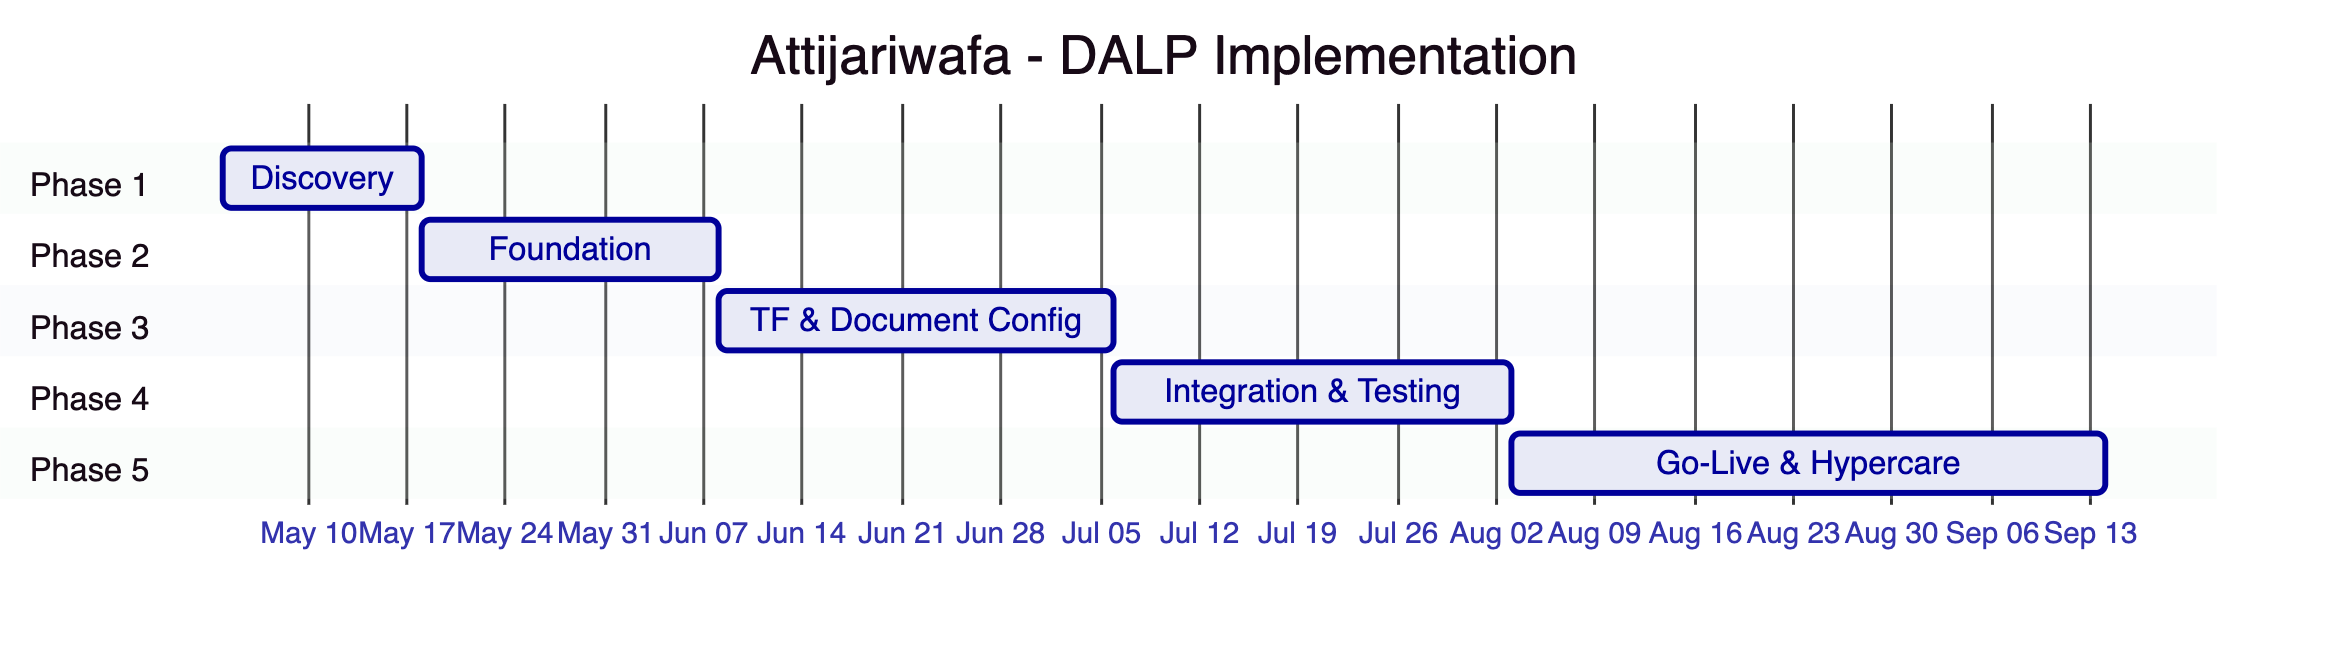 Attijariwafa - DALP Implementation
Phase 1
Discovery
Phase 2
Foundation
Phase 3
TF & Document Config
Phase 4
Integration & Testing
Phase 5
Go-Live & Hypercare
May 10 May 17 May 24 May 31 Jun 07 Jun 14 Jun 21 Jun 28 Jul 05 Jul 12 Jul 19 Jul 26 Aug 02 Aug 09 Aug 16 Aug 23 Aug 30 Sep 06 Sep 13